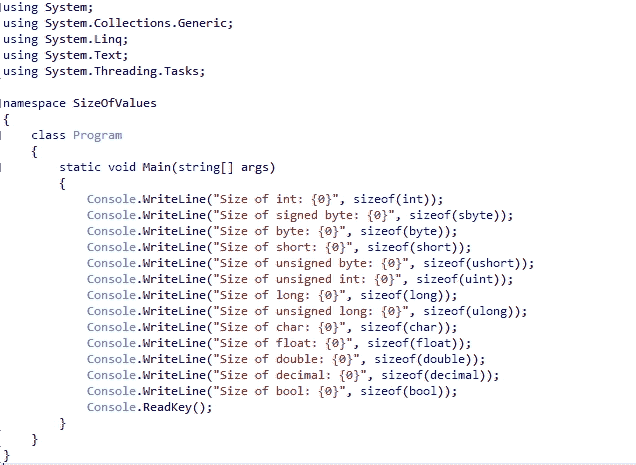 using System;
using System.Collections.Generic;
using System.Linq;
using System.Text;
using System.Threading.Tasks;

namespace SizeOfValues
{
    class Program
    {
        static void Main(string[] args)
        {
            Console.WriteLine("Size of int: {0}", sizeof(int));
            Console.WriteLine("Size of signed byte: {0}", sizeof(sbyte));
            Console.WriteLine("Size of byte: {0}", sizeof(byte));
            Console.WriteLine("Size of short: {0}", sizeof(short));
            Console.WriteLine("Size of unsigned byte: {0}", sizeof(ushort));
            Console.WriteLine("Size of unsigned int: {0}", sizeof(uint));
            Console.WriteLine("Size of long: {0}", sizeof(long));
            Console.WriteLine("Size of unsigned long: {0}", sizeof(ulong));
            Console.WriteLine("Size of char: {0}", sizeof(char));
            Console.WriteLine("Size of float: {0}", sizeof(float));
            Console.WriteLine("Size of double: {0}", sizeof(double));
            Console.WriteLine("Size of decimal: {0}", sizeof(decimal));
            Console.WriteLine("Size of bool: {0}", sizeof(bool));
            Console.ReadKey();
        }
    }
}